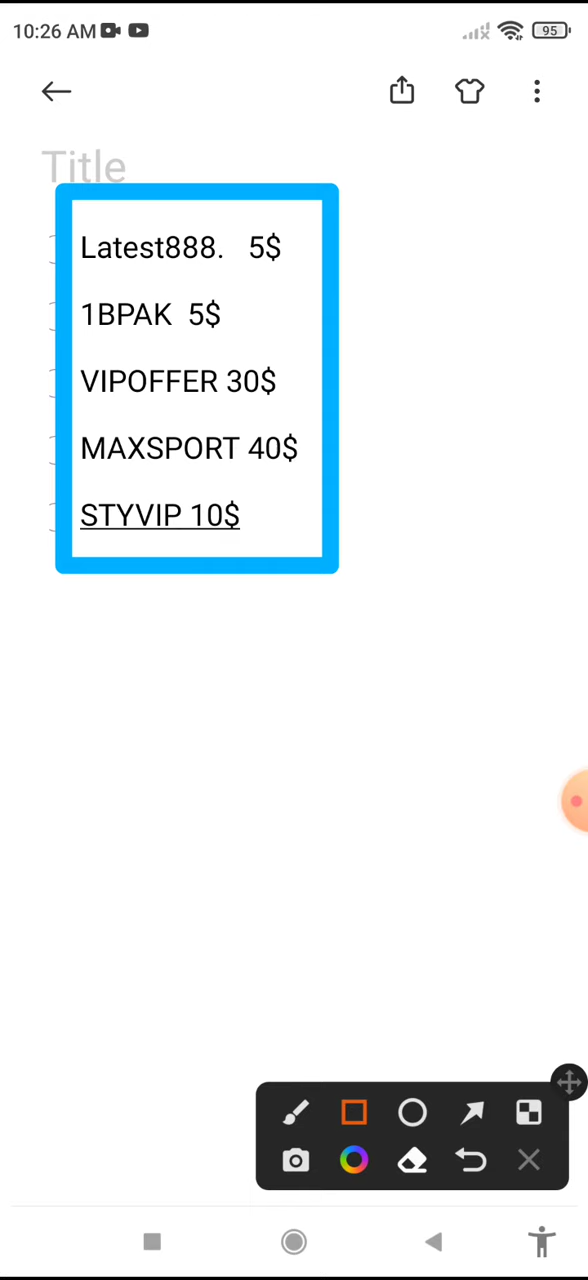 10:26 AM
95
Title
Latest888. 5$
1BPAK 5$
VIPOFFER 30$
MAXSPORT 40$
STYVIP 10$